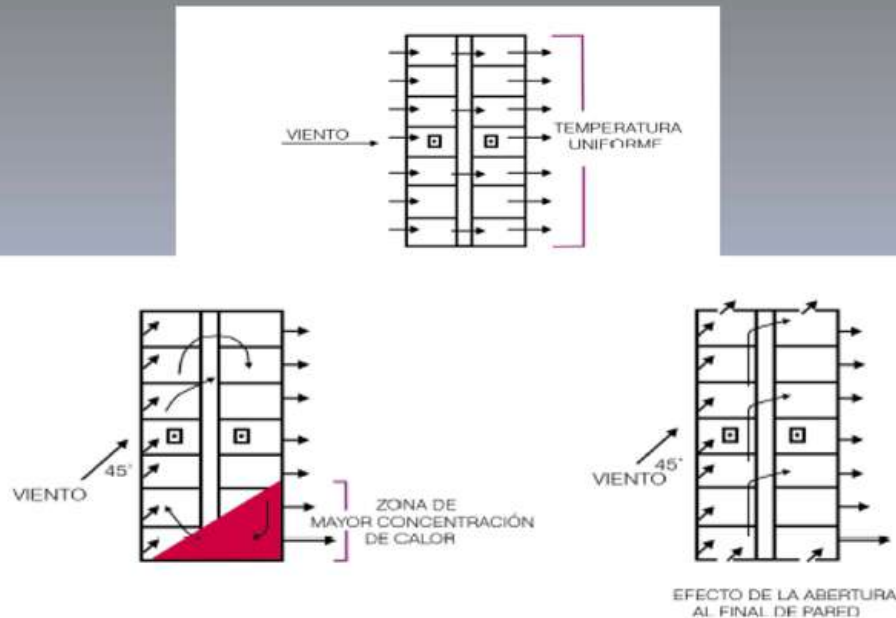 VIENTO
TEMPERATURA
UNIFORME
45°
VIENTO
ZONA DE
MAYOR CONCENTRACIÓN
DE CALOR
45°
VIENTO
EFECTO DE LA ABERTURA
AL FINAL DE PARED